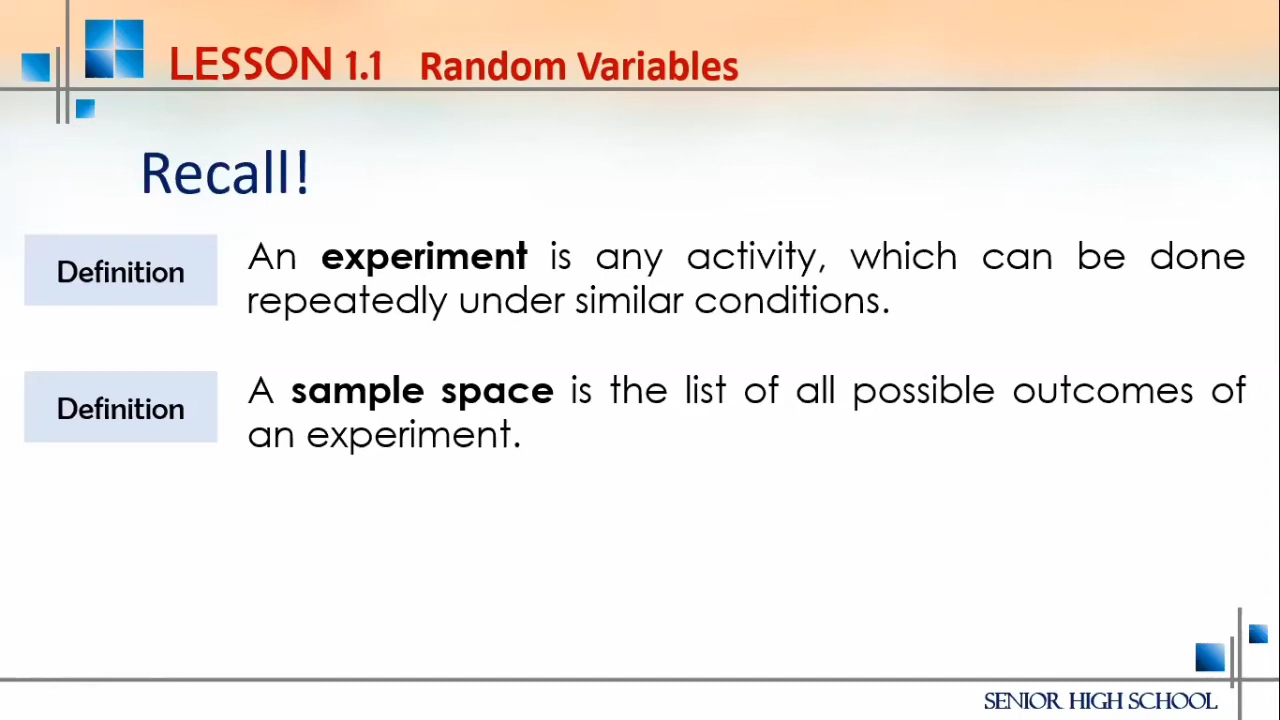 LESSON 1.1 Random Variables
Recall!
Definition
An experiment is any activity, which can be done
repeatedly under similar conditions.
Definition
A sample space is the list of all possible outcomes of
an experiment.
SENIOR HIGH SCHOOL